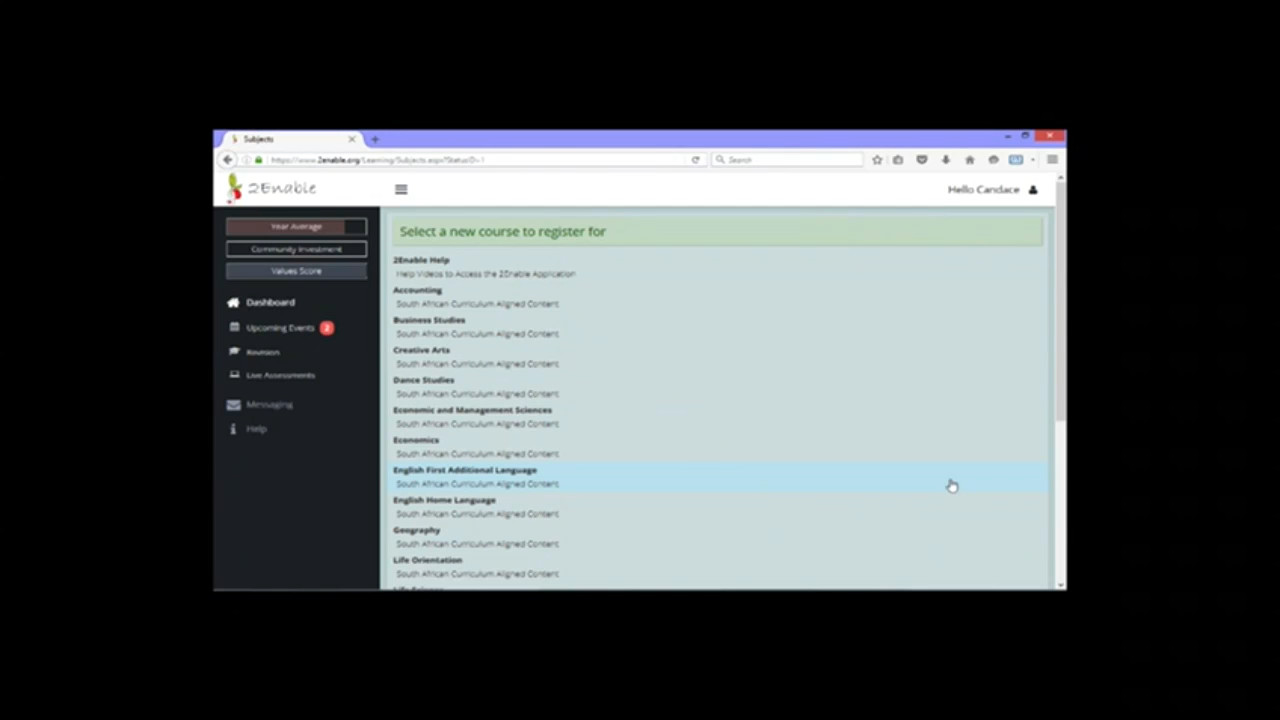 Subjects
https://www.2enable.org/Learning/Subjects.aspx?StatusID=1
Search
2Enable
Hello Candace
Year Average
Community Investment
Values Score
Dashboard
Upcoming Events 2
Revision
Live Assessments
Messaging
Help
Select a new course to register for
2Enable Help
Help Videos to Access the 2Enable Application
Accounting
South African Curriculum Aligned Content
Business Studies
South African Curriculum Aligned Content
Creative Arts
South African Curriculum Aligned Content
Dance Studies
South African Curriculum Aligned Content
Economic and Management Sciences
South African Curriculum Aligned Content
Economics
South African Curriculum Aligned Content
English First Additional Language
South African Curriculum Aligned Content
English Home Language
South African Curriculum Aligned Content
Geography
South African Curriculum Aligned Content
Life Orientation
South African Curriculum Aligned Content